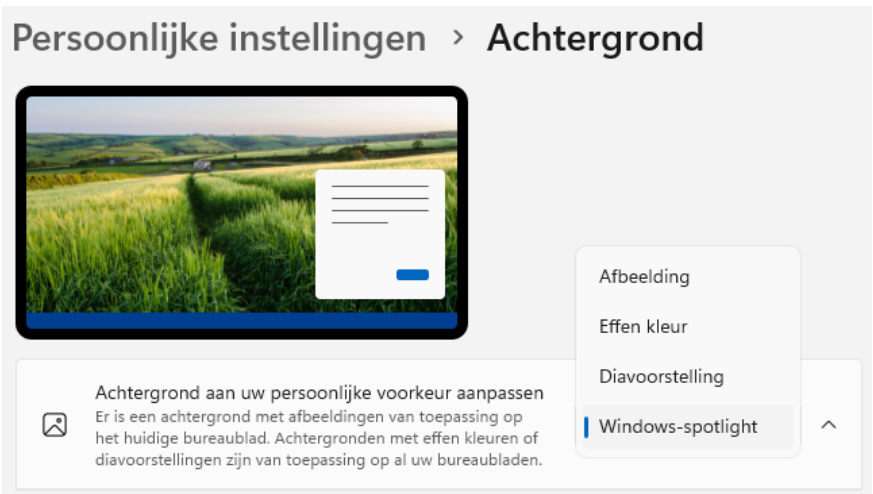 Persoonlijke instellingen > Achtergrond
Afbeelding
Effen kleur
Diavoorstelling
Windows-spotlight
Achtergrond aan uw persoonlijke voorkeur aanpassen
Er is een achtergrond met afbeeldingen van toepassing op
het huidige bureaublad. Achtergronden met effen kleuren of
diavoorstellingen zijn van toepassing op al uw bureaubladen.